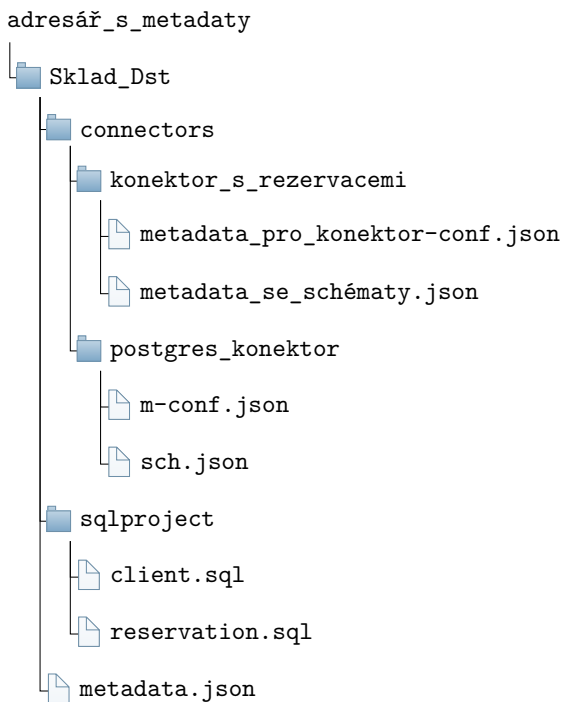 adresář_s_metadaty
Sklad_Dst
connectors
konektor_s_rezervacemi
metadata_pro_konektor-conf.json
metadata_se_schématy.json
postgres_konektor
m-conf.json
sch.json
sqlproject
client.sql
reservation.sql
metadata.json